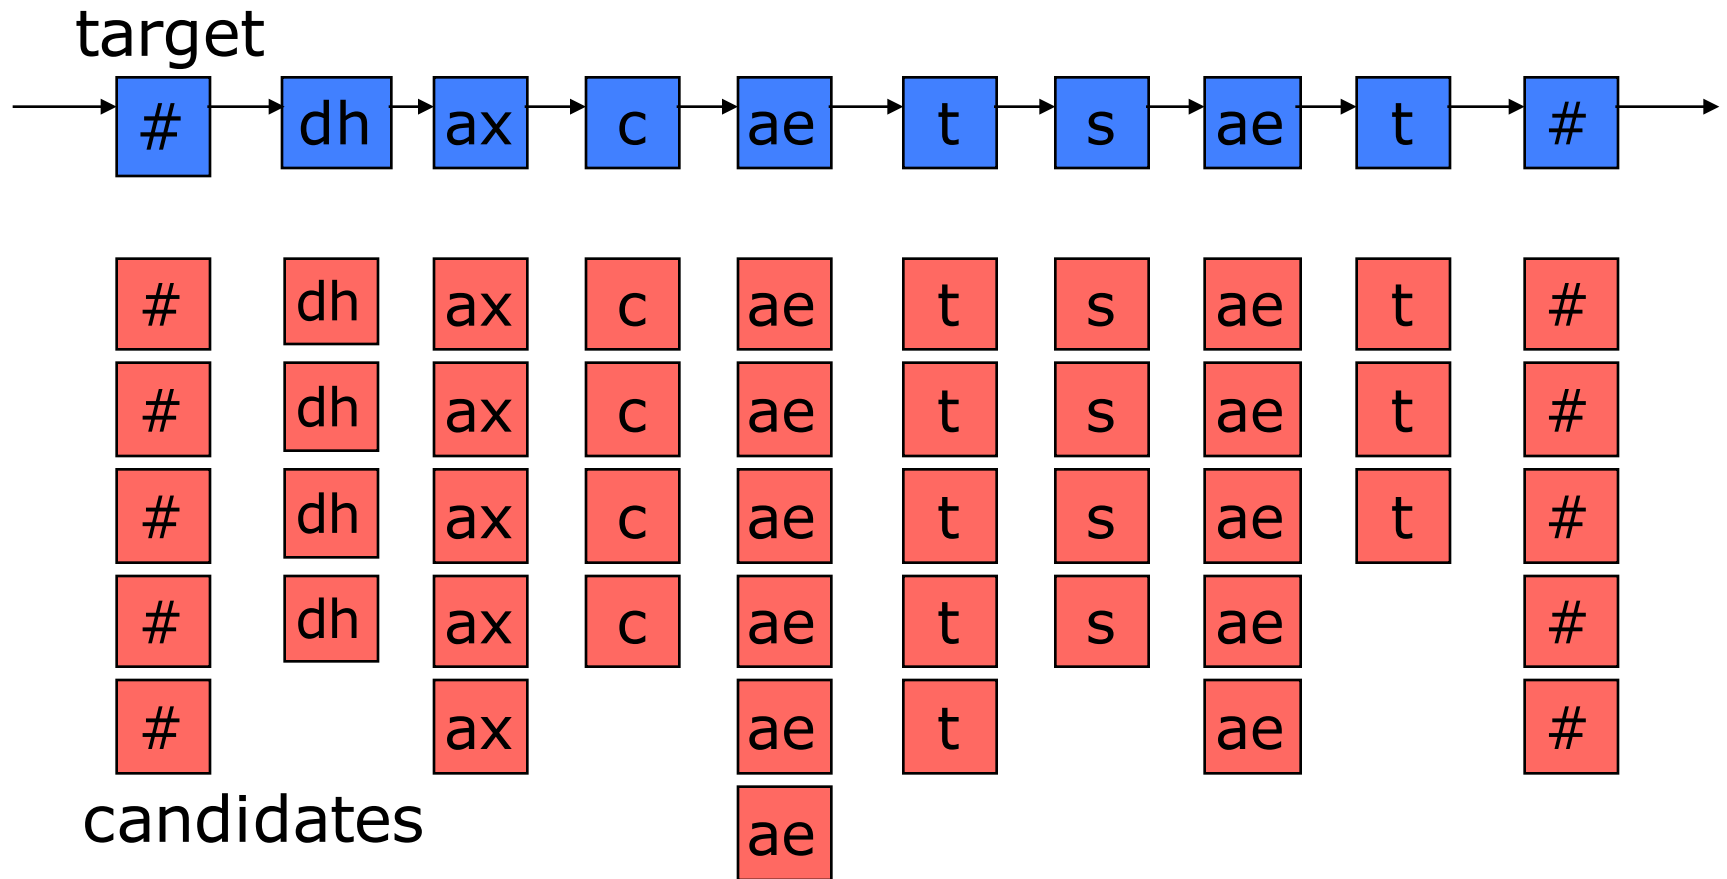 target
# dh ax c ae t s ae t #
# dh ax c ae t s ae t #
# dh ax c ae t s ae t #
# dh ax c ae t s ae t #
# dh ax c ae t s ae #
# ax ae t ae #
candidates
ae